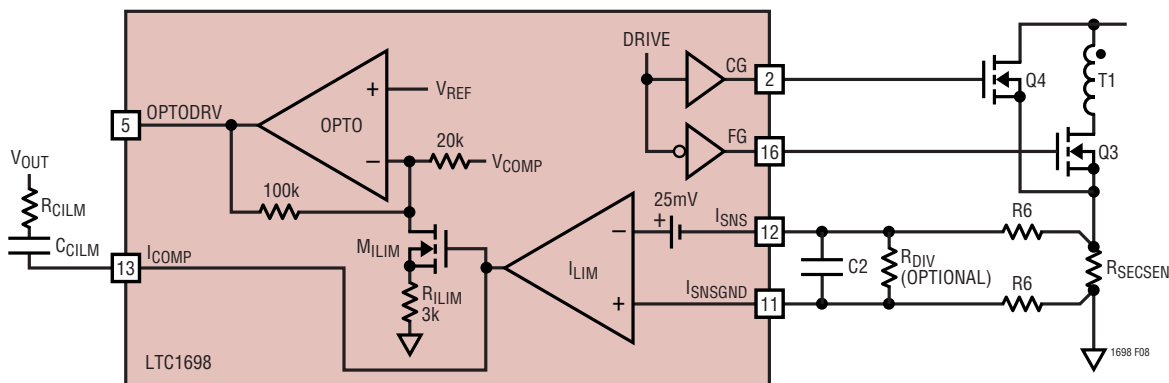 DRIVE
CG
2
Q4
T1
V_REF
OPTO
+
−
5
OPTODRV
FG
16
Q3
20k
V_COMP
V_OUT
100k
25mV
+
I_SNS
12
R6
R_CILM
C_CILM
M_ILIM
−
I_LIM
C2
R_DIV
(OPTIONAL)
R_SECSEN
13
I_COMP
R_ILIM
3k
+
I_SNSGND
11
R6
LTC1698
1698 F08